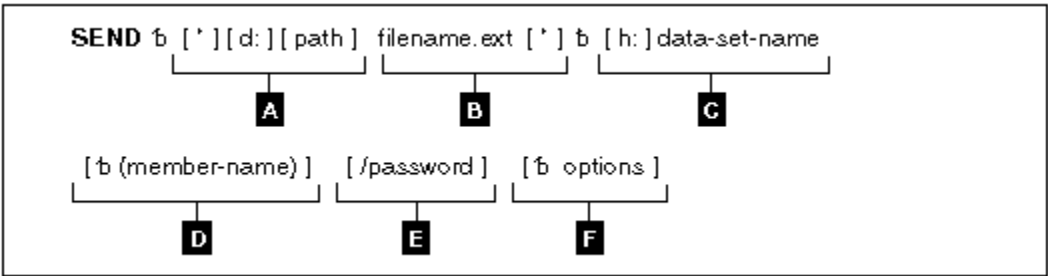 SEND ␢ ['][d:][path] filename.ext ['] ␢ [h:]data-set-name
A B C
[␢ (member-name)] [/password] [␢ options]
D E F